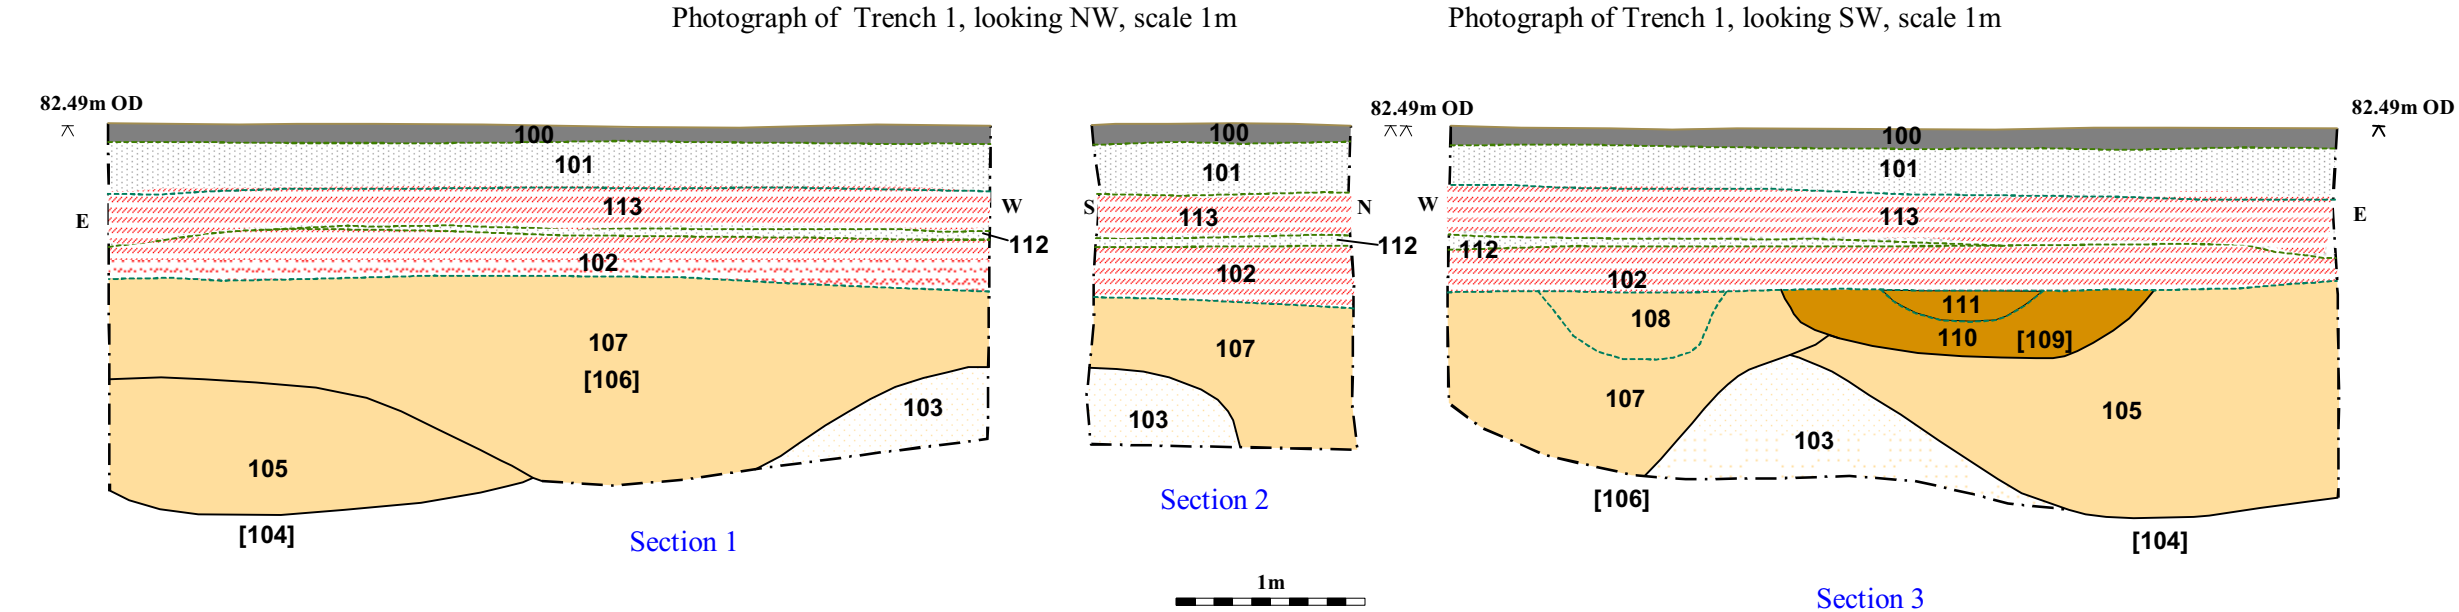 Photograph of Trench 1, looking NW, scale 1m
Photograph of Trench 1, looking SW, scale 1m
82.49m OD
100
101
113
102
107
[106]
103
105
[104]
E
W
112
Section 1
100
101
113
102
107
103
S
N
112
Section 2
82.49m OD
82.49m OD
100
101
113
112
102
108
111
110
[109]
107
105
103
[106]
[104]
W
E
1m
Section 3